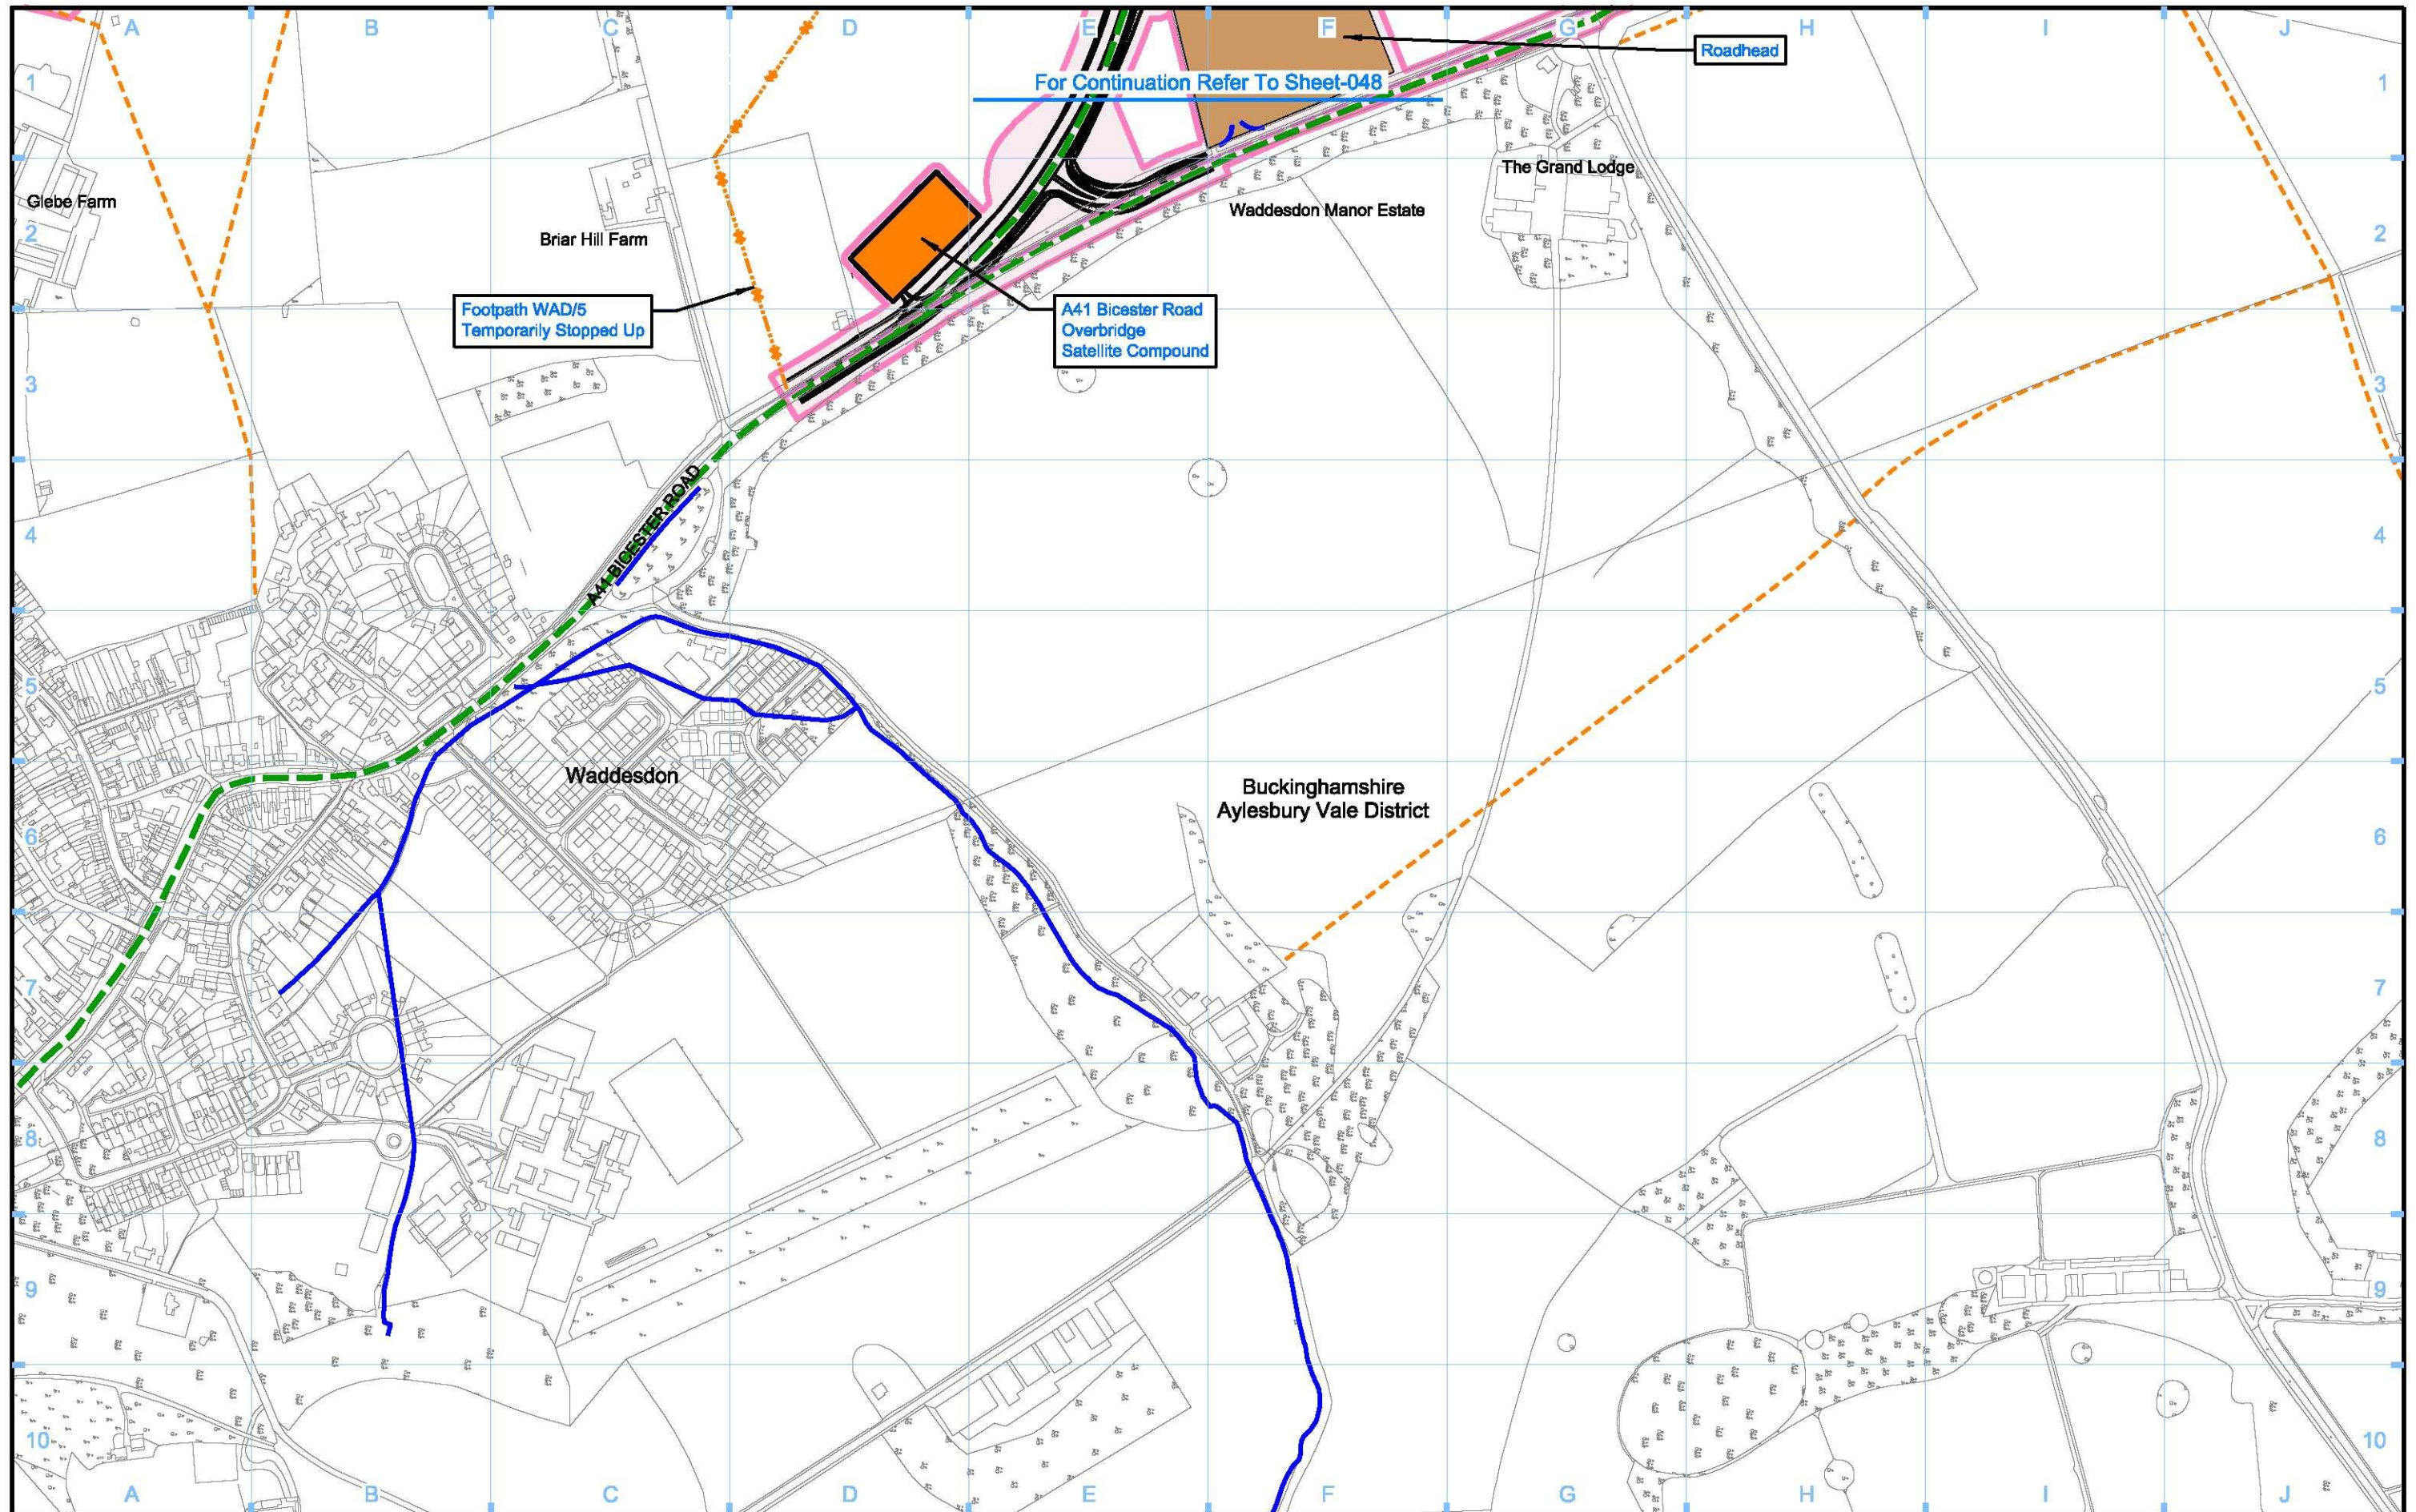 A B C D E F G H I J
Roadhead
For Continuation Refer To Sheet-048
1 1
The Grand Lodge
Glebe Farm
Waddesdon Manor Estate
2 2
Briar Hill Farm
Footpath WAD/5
Temporarily Stopped Up
A41 Bicester Road
Overbridge
Satellite Compound
3 3
A41 BICESTER ROAD
4 4
5 5
Waddesdon
Buckinghamshire
Aylesbury Vale District
6 6
7 7
8 8
9 9
10 10
A B C D E F G H I J